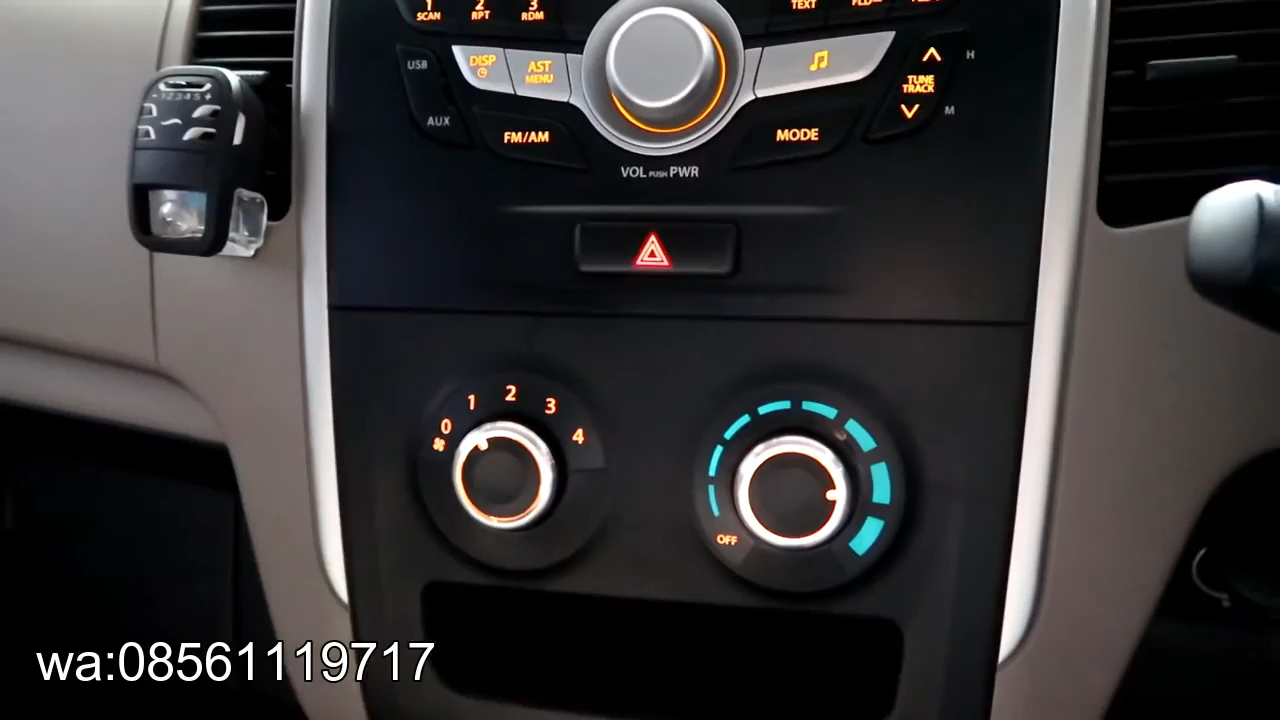 1 2 3
SCAN RPT RDM
TEXT
USB
DISP
AST
MENU
TUNE
TRACK
H
AUX
FM/AM
MODE
M
VOL PUSH PWR
-12345+
0 1 2 3 4
OFF
wa:08561119717